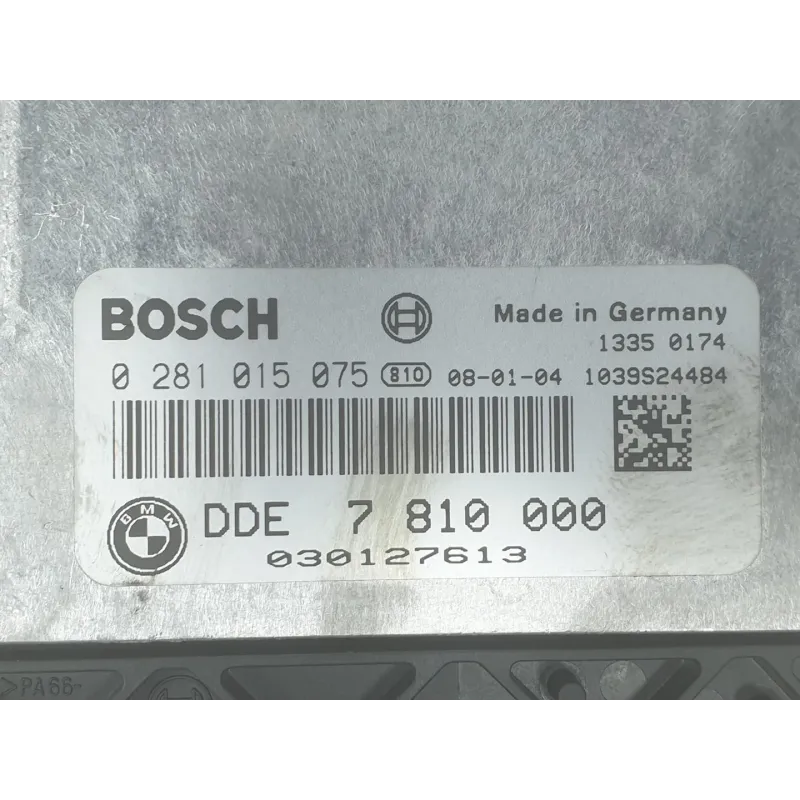 BOSCH Made in Germany
1335 0174
0 281 015 075 810 08-01-04 1039S24484
BMW DDE 7 810 000
030127613
>PA66-